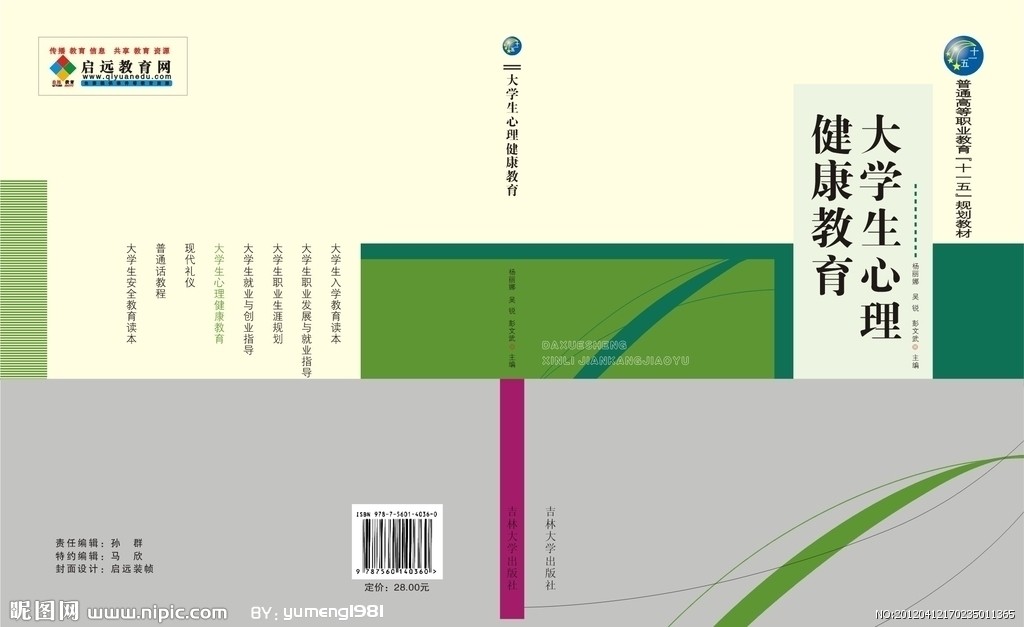 传播 教育 信息  共享 教育 资源
启远教育网
www.qiyuanedu.com
大学生入学教育读本
大学生职业发展与就业指导
大学生职业生涯规划
大学生就业与创业指导
大学生心理健康教育
现代礼仪
普通话教程
大学生安全教育读本
责任编辑：孙　群
特约编辑：马　欣
封面设计：启远装帧
ISBN 978-7-5601-4036-0
9 787560 140360 >
定价：28.00元
大学生心理健康教育
杨丽娜 吴 锐 彭文武 主编
吉林大学出版社
十一五
普通高等职业教育“十一五”规划教材
大学生心理
健康教育
杨丽娜 吴 锐 彭文武 主编
DAXUESHENG
XINLI JIANKANGJIAOYU
吉林大学出版社
昵图网 www.nipic.com
BY：yumeng1981
NO:20120412170235011365